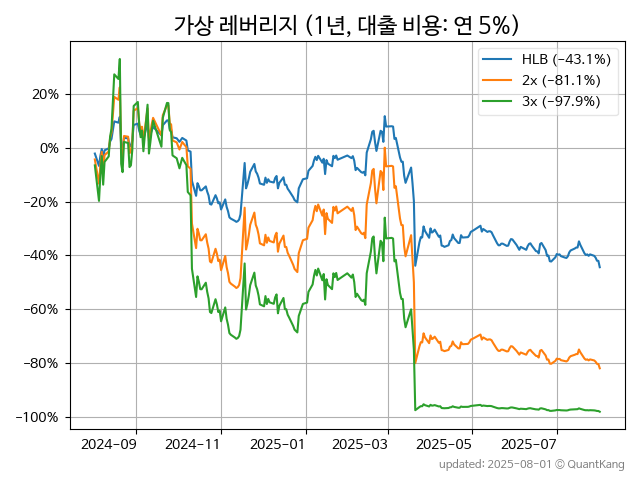 가상 레버리지 (1년, 대출 비용: 연 5%)
HLB (−43.1%)
2x (−81.1%)
3x (−97.9%)
20%
0%
−20%
−40%
−60%
−80%
−100%
2024-09
2024-11
2025-01
2025-03
2025-05
2025-07
updated: 2025-08-01 © QuantKang